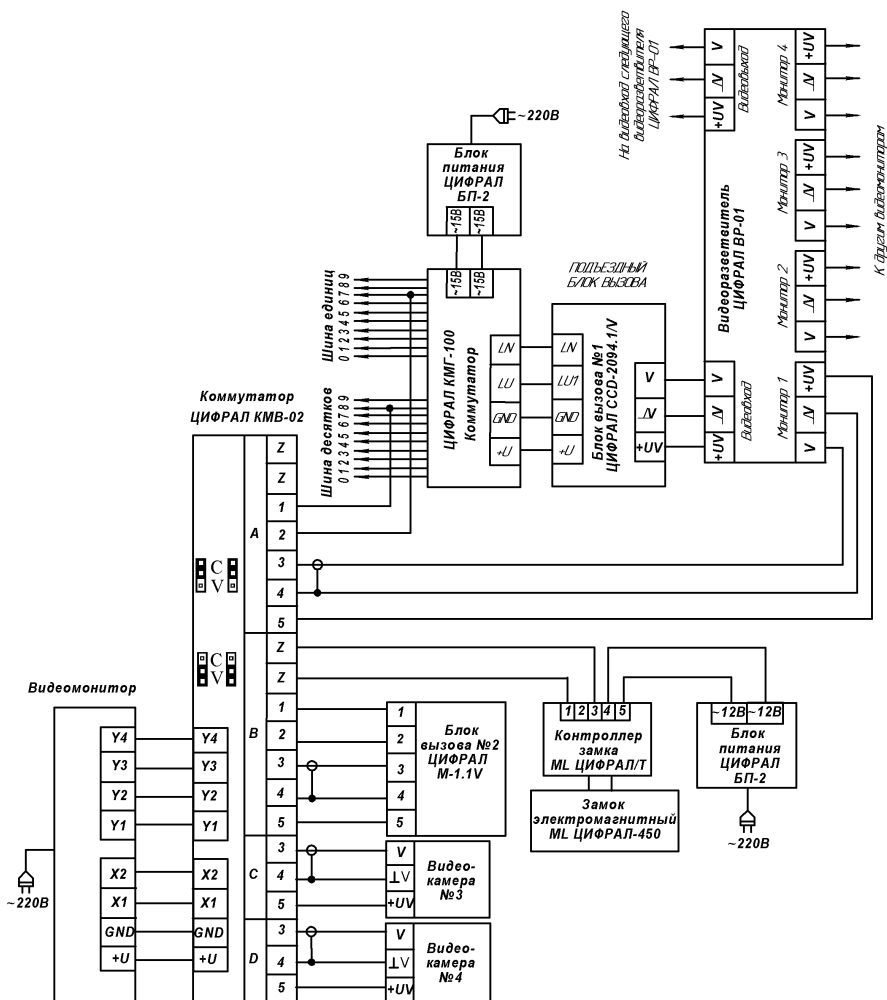 На видеовход следующего
видеоразветвителя
ЦИФРАЛ ВР-01
V
⊥V
+UV
Видеовыход
Монитор 4
+UV
⊥V
V
Монитор 3
+UV
⊥V
V
Монитор 2
+UV
⊥V
V
Монитор 1
+UV
⊥V
V
К другим видеомониторам
Видеоразветвитель
ЦИФРАЛ ВР-01
V
⊥V
+UV
Видеовход
~220В
Блок
питания
ЦИФРАЛ
БП-2
~15В ~15В
~15В ~15В
Шина единиц
0 1 2 3 4 5 6 7 8 9
Шина десятков
0 1 2 3 4 5 6 7 8 9
ЦИФРАЛ КМГ-100
Коммутатор
LN
LU
GND
+U
ПОДЪЕЗДНЫЙ
БЛОК ВЫЗОВА
LN
LU1
GND
+U
Блок вызова №1
ЦИФРАЛ CCD-2094.1/V
V
⊥V
+UV
Коммутатор
ЦИФРАЛ КМВ-02
A
Z
Z
1
2
3
4
5
C
V
B
Z
Z
1
2
3
4
5
C
V
C
3
4
5
D
3
4
5
Видеомонитор
Y4 Y4
Y3 Y3
Y2 Y2
Y1 Y1
X2 X2
X1 X1
GND GND
+U +U
~220В
1
2
3
4
5
Блок
вызова №2
ЦИФРАЛ
М-1.1V
V
⊥V
+UV
Видео-
камера
№3
V
⊥V
+UV
Видео-
камера
№4
1 2 3 4 5
Контроллер
замка
ML ЦИФРАЛ/Т
Замок
электромагнитный
ML ЦИФРАЛ-450
~12В ~12В
Блок
питания
ЦИФРАЛ
БП-2
~220В